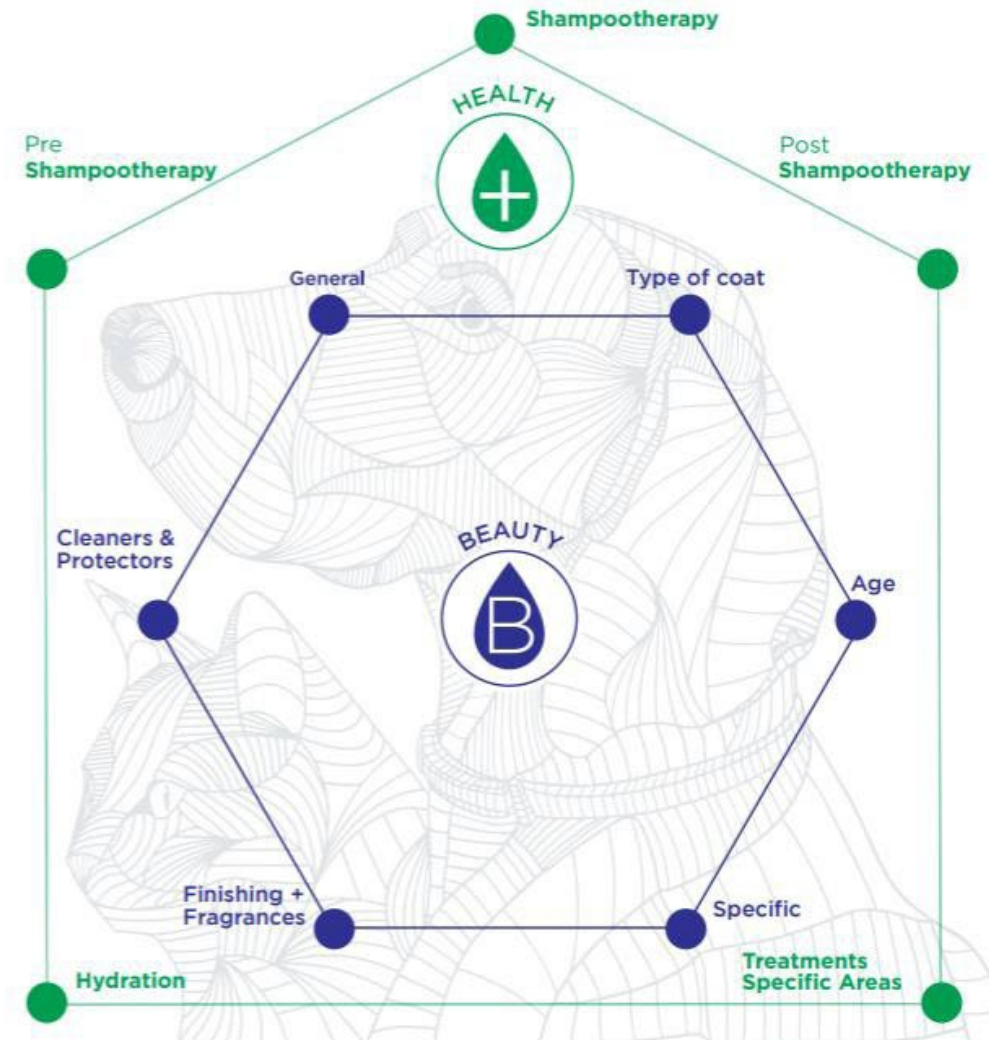 Shampootherapy
HEALTH
Pre
Shampootherapy
Post
Shampootherapy
General
Type of coat
Cleaners &
Protectors
BEAUTY
B
Age
Finishing +
Fragrances
Specific
Hydration
Treatments
Specific Areas